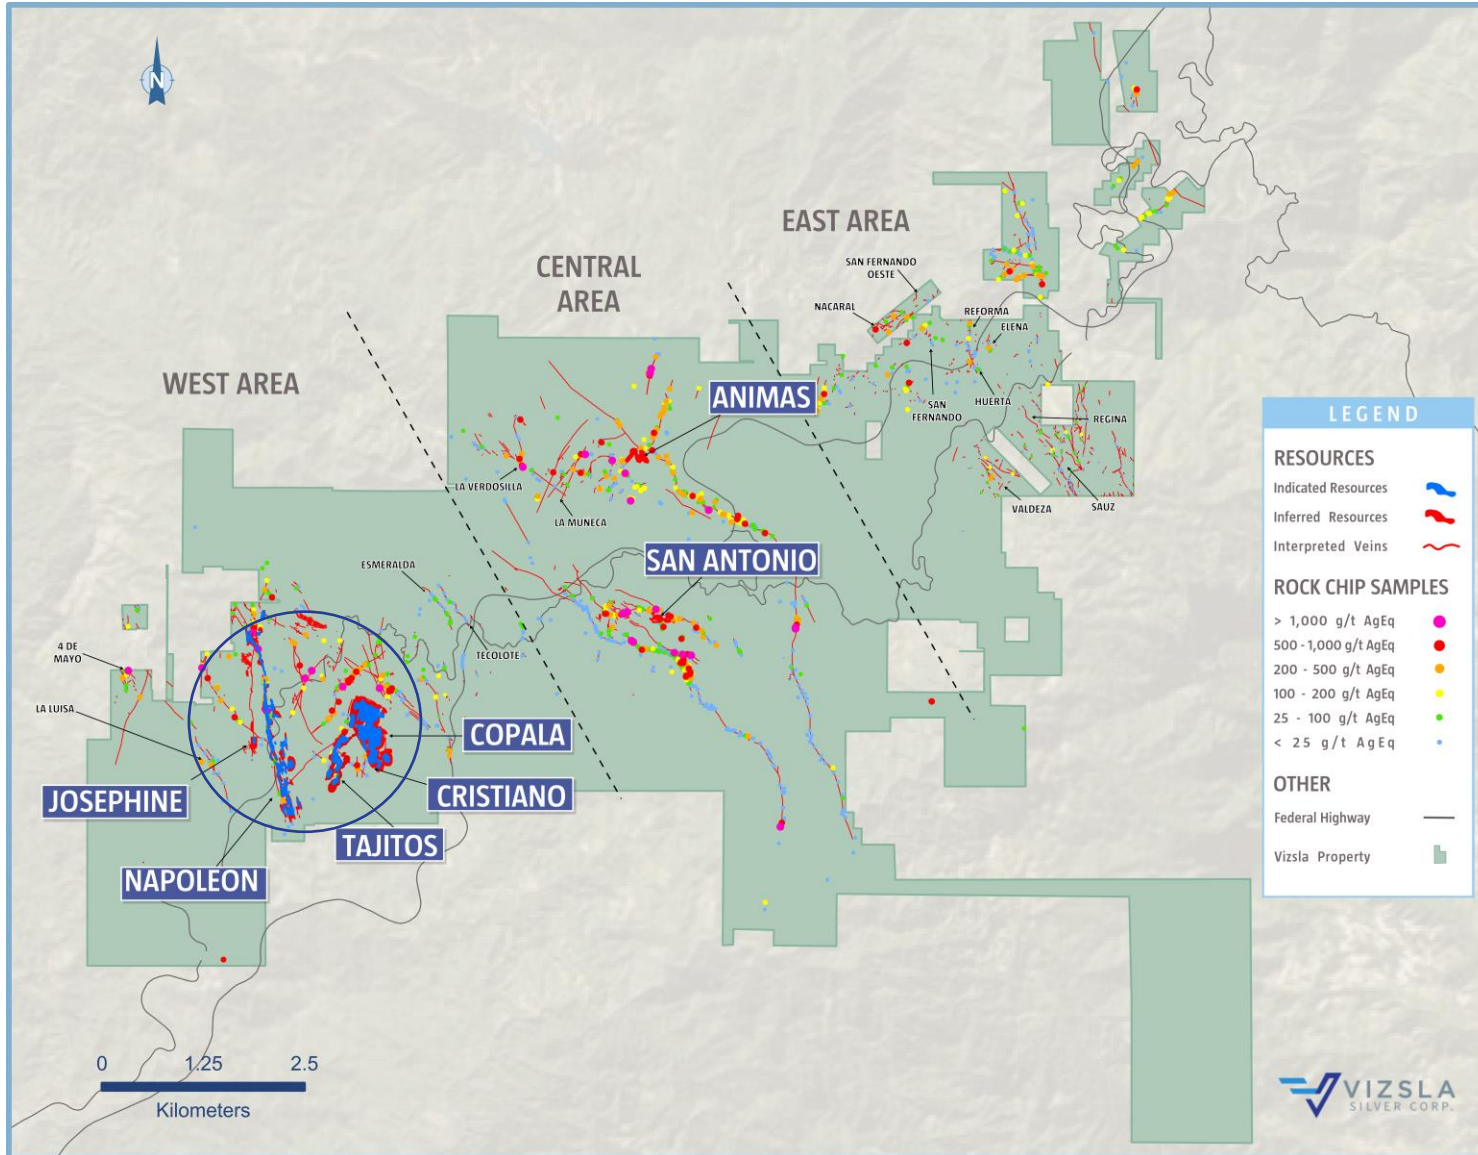 N
EAST AREA
CENTRAL
AREA
WEST AREA
SAN FERNANDO
OESTE
NACARAL
REFORMA
ELENA
SAN
FERNANDO
HUERTA
REGINA
VALDEZA
SAUZ
ANIMAS
LA VERDOSILLA
LA MUNECA
SAN ANTONIO
ESMERALDA
TECOLOTE
4 DE
MAYO
LA LUISA
COPALA
CRISTIANO
JOSEPHINE
TAJITOS
NAPOLEON
LEGEND
RESOURCES
Indicated Resources
Inferred Resources
Interpreted Veins
ROCK CHIP SAMPLES
> 1,000 g/t AgEq
500 - 1,000 g/t AgEq
200 - 500 g/t AgEq
100 - 200 g/t AgEq
25 - 100 g/t AgEq
< 25 g/t AgEq
OTHER
Federal Highway
Vizsla Property
0 1.25 2.5
Kilometers
VIZSLA
SILVER CORP.